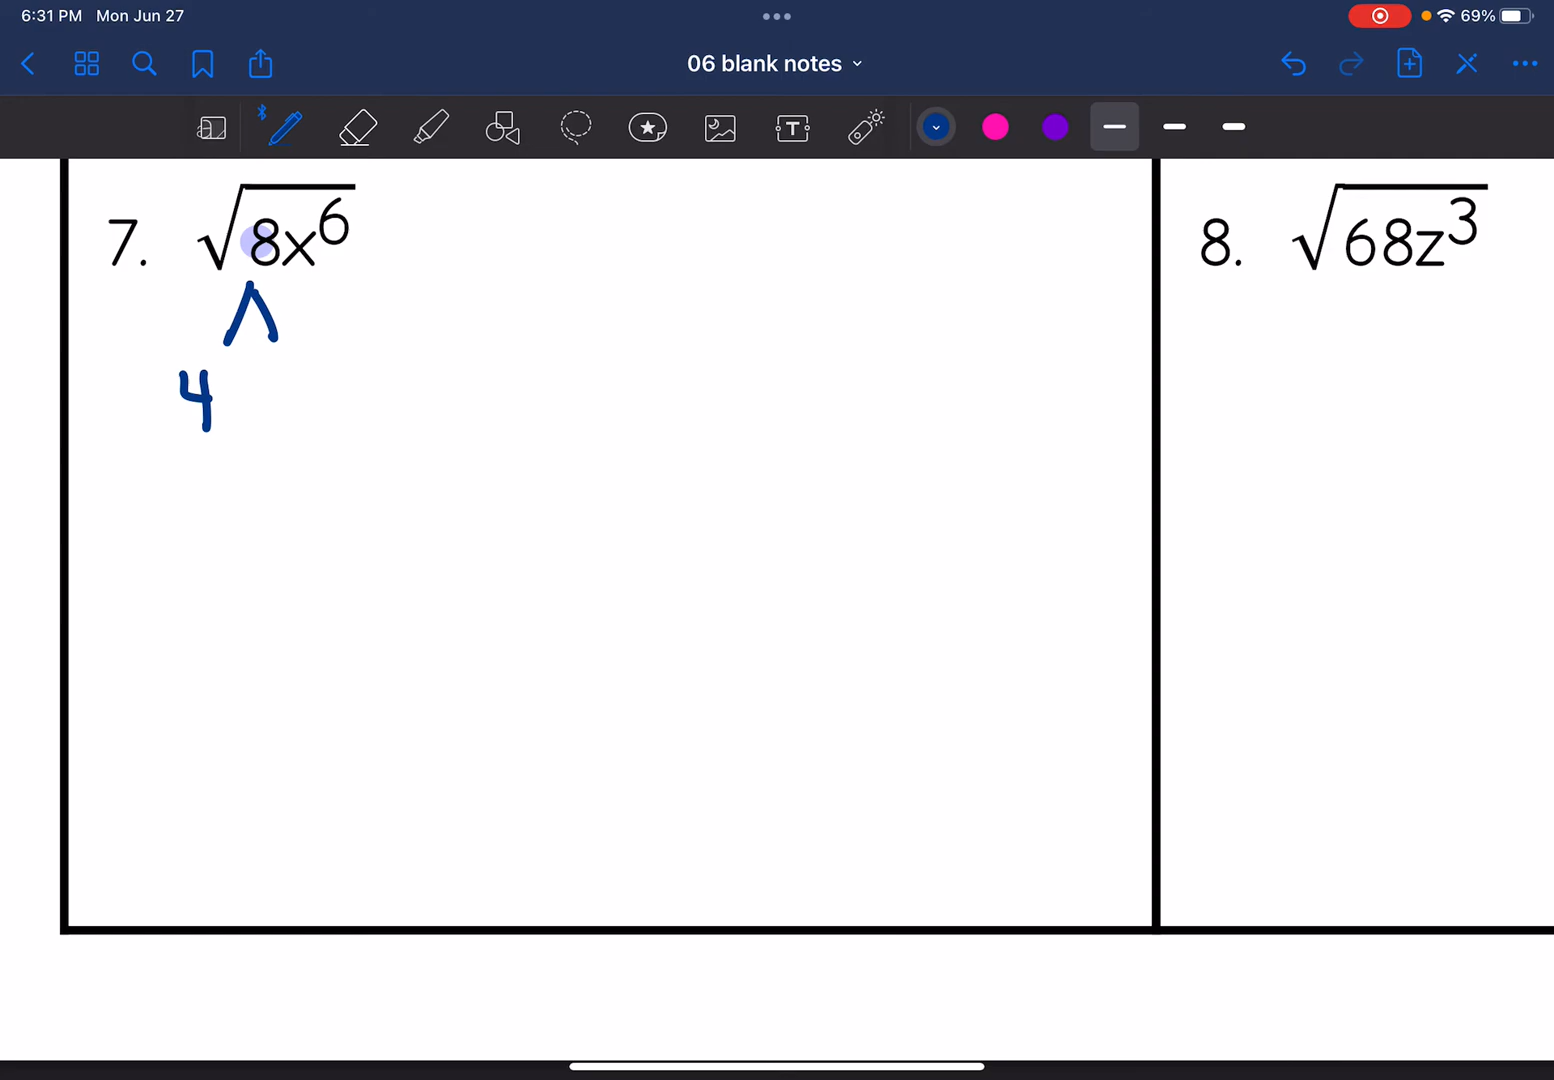 6:31 PM Mon Jun 27
69%
06 blank notes
7. √8x⁶
4
8. √68z³